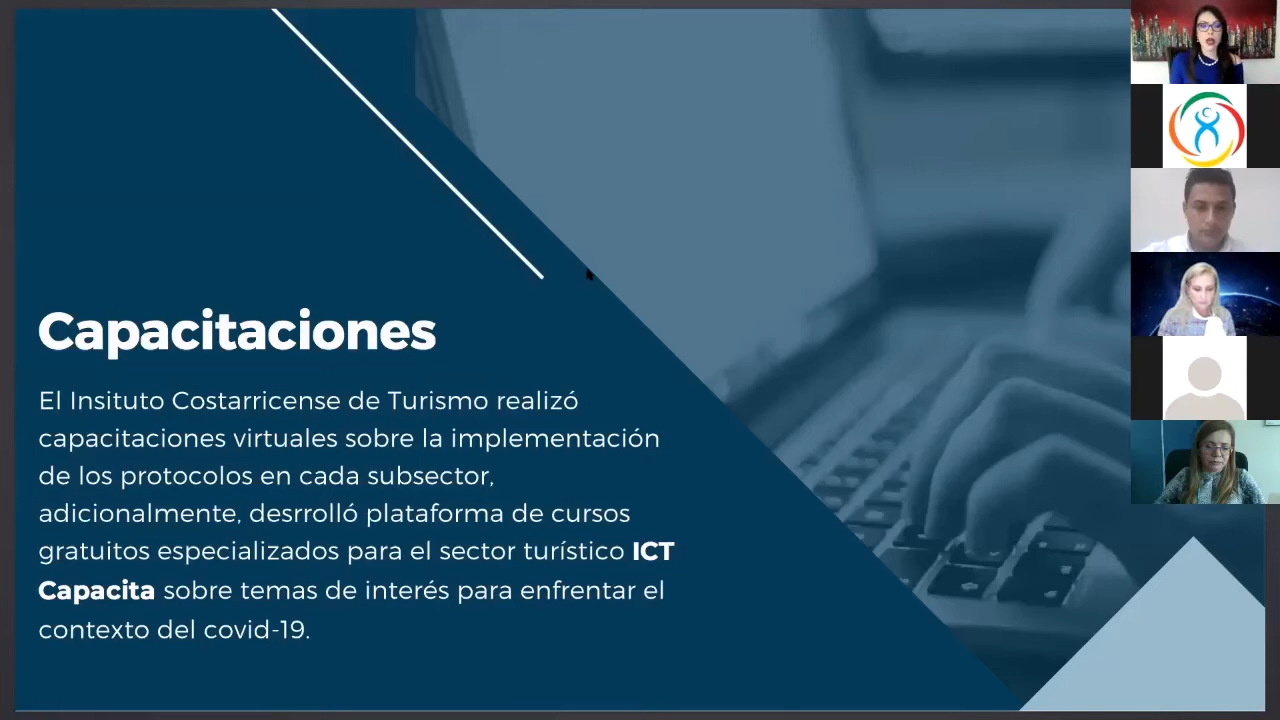 Capacitaciones
El Insituto Costarricense de Turismo realizó
capacitaciones virtuales sobre la implementación
de los protocolos en cada subsector,
adicionalmente, desrrolló plataforma de cursos
gratuitos especializados para el sector turístico ICT
Capacita sobre temas de interés para enfrentar el
contexto del covid-19.